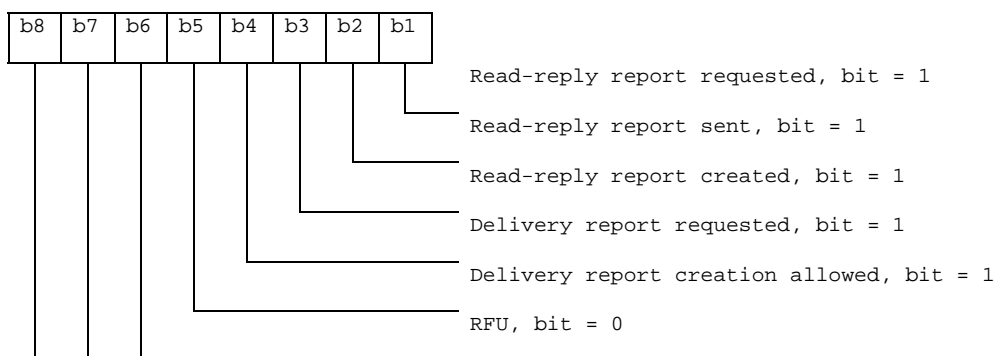 b8 b7 b6 b5 b4 b3 b2 b1
Read-reply report requested, bit = 1
Read-reply report sent, bit = 1
Read-reply report created, bit = 1
Delivery report requested, bit = 1
Delivery report creation allowed, bit = 1
RFU, bit = 0